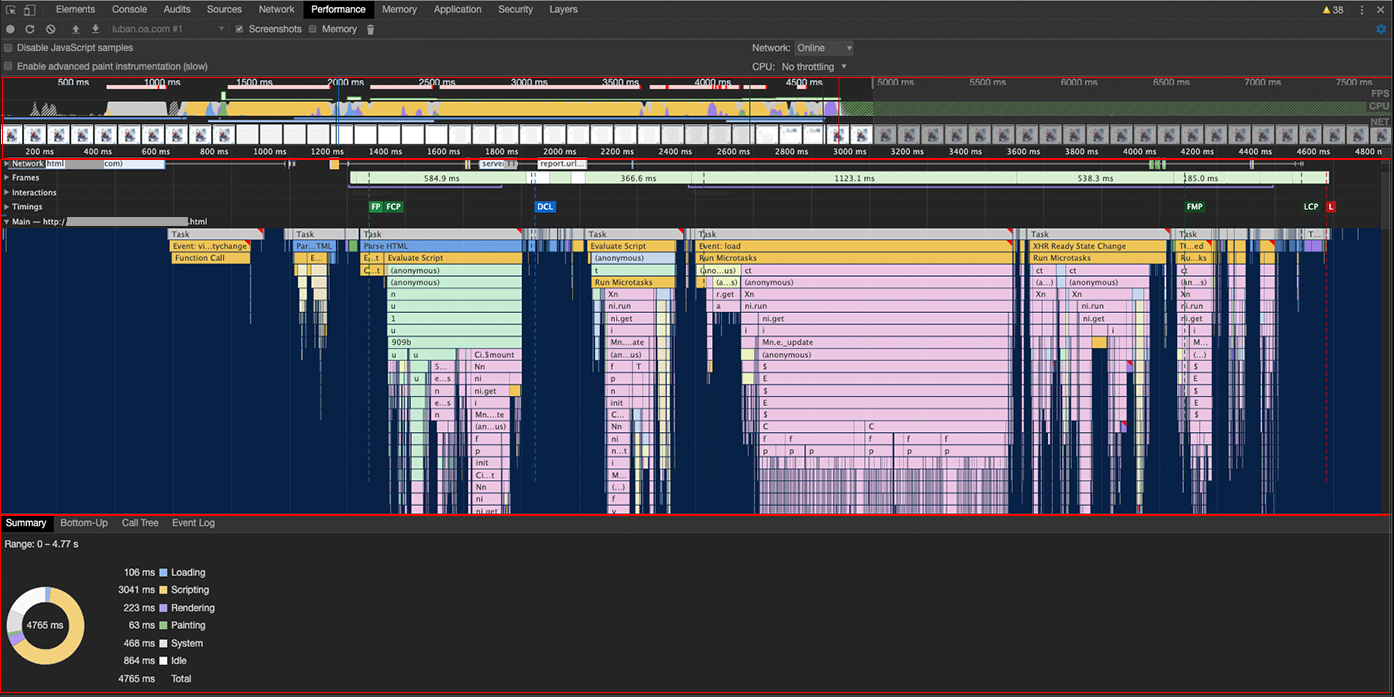 Elements Console Audits Sources Network Performance Memory Application Security Layers 38
luban.oa.com #1 Screenshots Memory
Disable JavaScript samples Network: Online
Enable advanced paint instrumentation (slow) CPU: No throttling
500 ms 1000 ms 1500 ms 2000 ms 2500 ms 3000 ms 3500 ms 4000 ms 4500 ms 5000 ms 5500 ms 6000 ms 6500 ms 7000 ms 7500 ms
FPS
CPU
NET
200 ms 400 ms 600 ms 800 ms 1000 ms 1200 ms 1400 ms 1600 ms 1800 ms 2000 ms 2200 ms 2400 ms 2600 ms 2800 ms 3000 ms 3200 ms 3400 ms 3600 ms 3800 ms 4000 ms 4200 ms 4400 ms 4600 ms 4800 m
Network html com) report.url...
Frames 584.9 ms 366.6 ms 1123.1 ms 538.3 ms 185.0 ms
Interactions
Timings FP FCP DCL FMP LCP L
Main — http:/ .html
Task Task Task Task Task Task Task T...
Event: vi...tychange Par...TML Parse HTML Evaluate Script Event: load XHR Ready State Change
Function Call E... E...t Evaluate Script (anonymous) Run Microtasks Run Microtasks Ru...ks
C...t (anonymous) t (ano...us) ct ct ct ct
(anonymous) Run Microtasks (a...s) (anonymous) (a...) (anonymous) (an...s)
n Xn r.get Xn Xn Xn Xn
u ni.run a ni.run ni.run ni.run
1 ni.get ni.get ni.get ni.get
u i i i i i
909b Mn....ate Mn.e._update M...
u u Ci.$mount (an...us) (anonymous) (...)
5... Nn f T $ $
u e...s ni p E E
n ni.get n $ $
e...s i init E E
n Mn....te C... $ $
(an...us) Nn C C
f ni f f f f f
p n...t p p p p p p
init i
Ci...t M...
Nn (...)
ni f
ni.get
Summary Bottom-Up Call Tree Event Log
Range: 0 – 4.77 s
106 ms Loading
3041 ms Scripting
223 ms Rendering
4765 ms 63 ms Painting
468 ms System
864 ms Idle
4765 ms Total